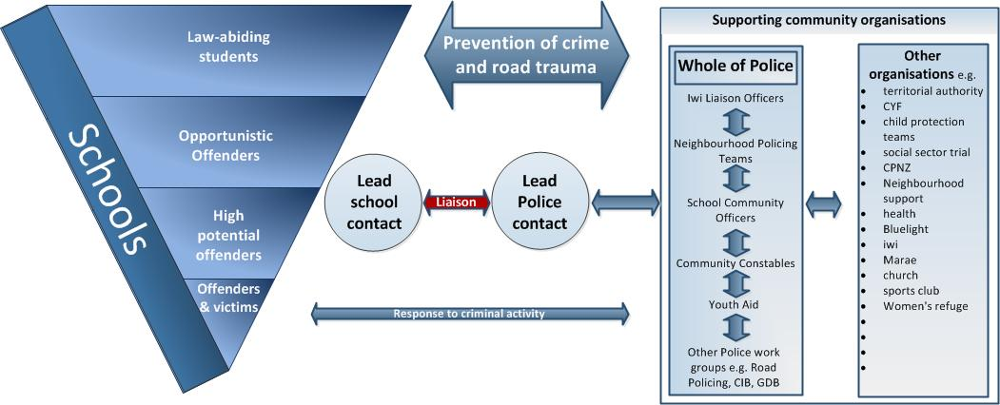 Schools
Law-abiding
students
Opportunistic
Offenders
High
potential
offenders
Offenders
& victims
Prevention of crime
and road trauma
Lead
school
contact
Liaison
Lead
Police
contact
Response to criminal activity
Supporting community organisations
Whole of Police
Iwi Liaison Officers
Neighbourhood Policing
Teams
School Community
Officers
Community Constables
Youth Aid
Other Police work
groups e.g. Road
Policing, CIB, GDB
Other
organisations e.g.
• territorial authority
• CYF
• child protection
teams
• social sector trial
• CPNZ
• Neighbourhood
support
• health
• Bluelight
• iwi
• Marae
• church
• sports club
• Women's refuge
•
•
•
•